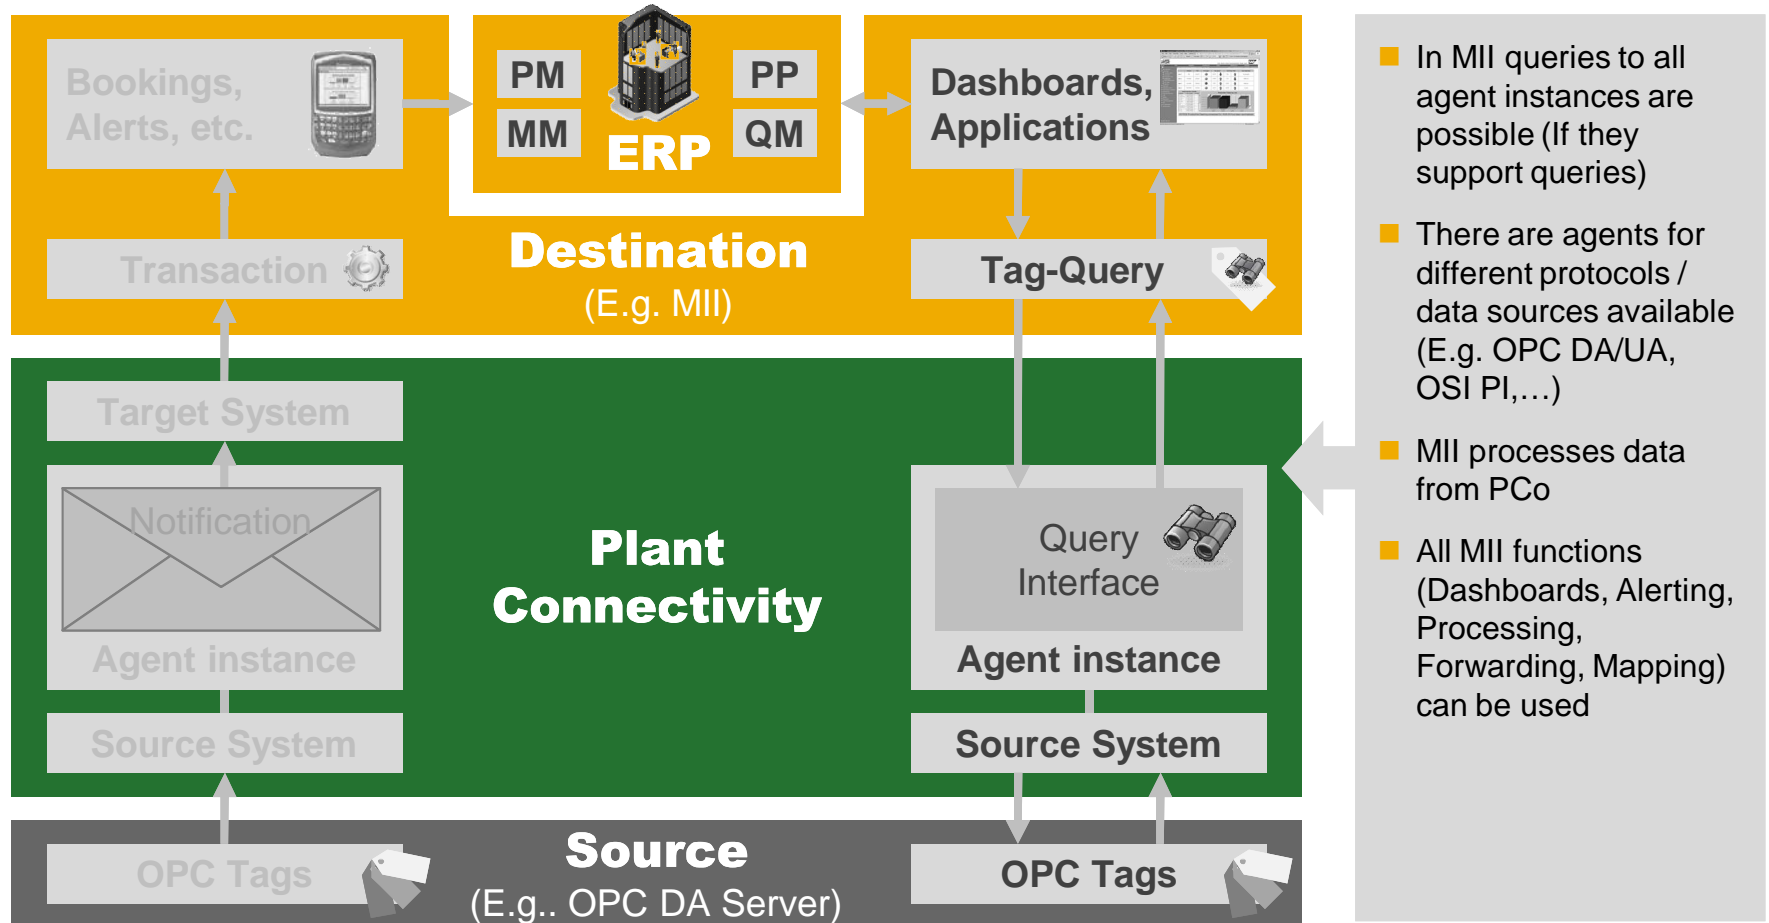 Bookings,
Alerts, etc.
PM
PP
MM
QM
ERP
Dashboards,
Applications
Transaction
Destination
(E.g. MII)
Tag-Query
Target System
Notification
Agent instance
Source System
Plant
Connectivity
Query
Interface
Agent instance
Source System
OPC Tags
Source
(E.g.. OPC DA Server)
OPC Tags
In MII queries to all
agent instances are
possible (If they
support queries)
There are agents for
different protocols /
data sources available
(E.g. OPC DA/UA,
OSI PI,…)
MII processes data
from PCo
All MII functions
(Dashboards, Alerting,
Processing,
Forwarding, Mapping)
can be used